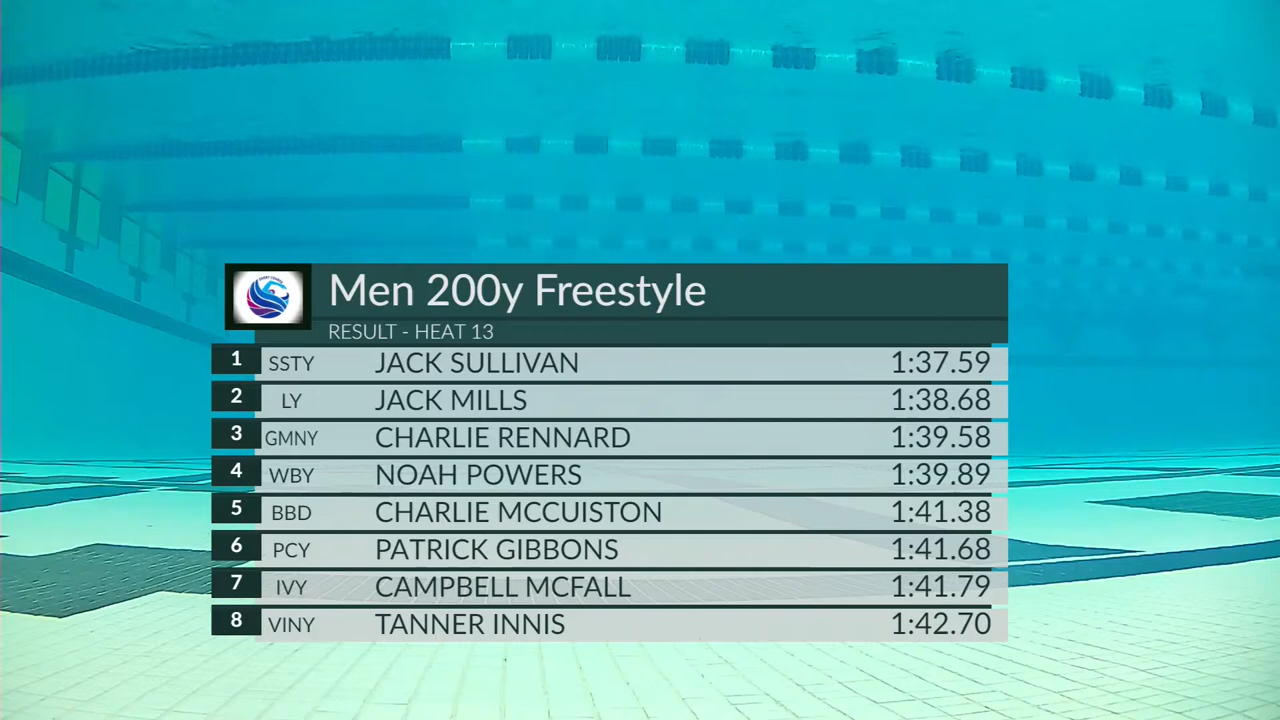 Men 200y Freestyle
RESULT - HEAT 13
1 SSTY JACK SULLIVAN 1:37.59
2 LY JACK MILLS 1:38.68
3 GMNY CHARLIE RENNARD 1:39.58
4 WBY NOAH POWERS 1:39.89
5 BBD CHARLIE MCCUISTON 1:41.38
6 PCY PATRICK GIBBONS 1:41.68
7 IVY CAMPBELL MCFALL 1:41.79
8 VINY TANNER INNIS 1:42.70